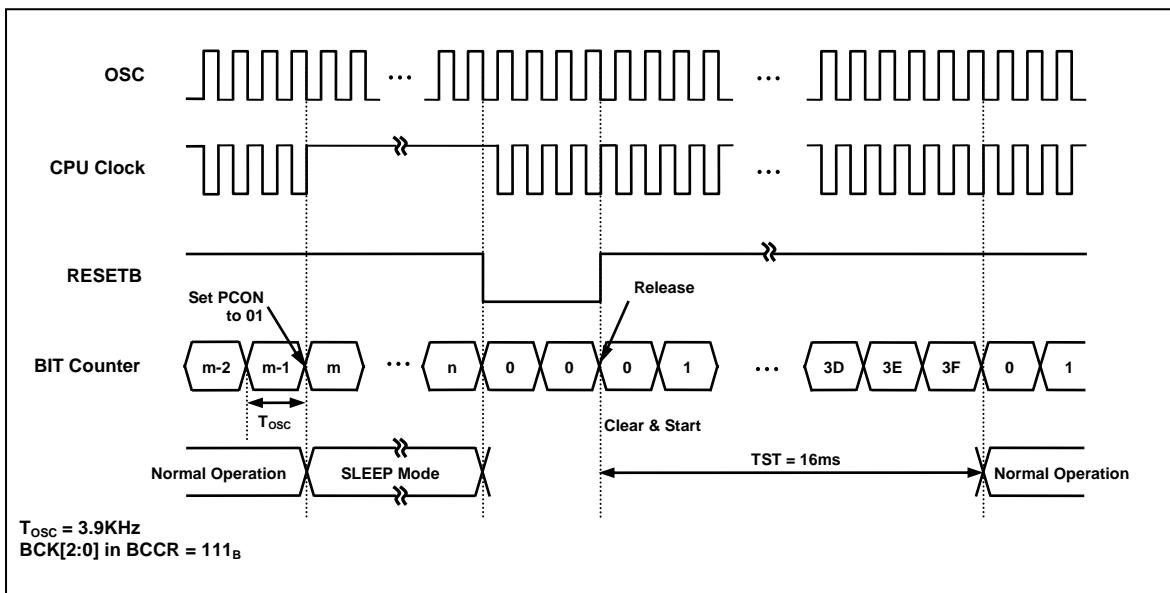 OSC
...
...
CPU Clock
...
RESETB
Set PCON
to 01
Release
BIT Counter
m-2 m-1 m ... n 0 0 0 1 ... 3D 3E 3F 0 1
TOSC
Clear & Start
Normal Operation SLEEP Mode TST = 16ms Normal Operation
TOSC = 3.9KHz
BCK[2:0] in BCCR = 111B